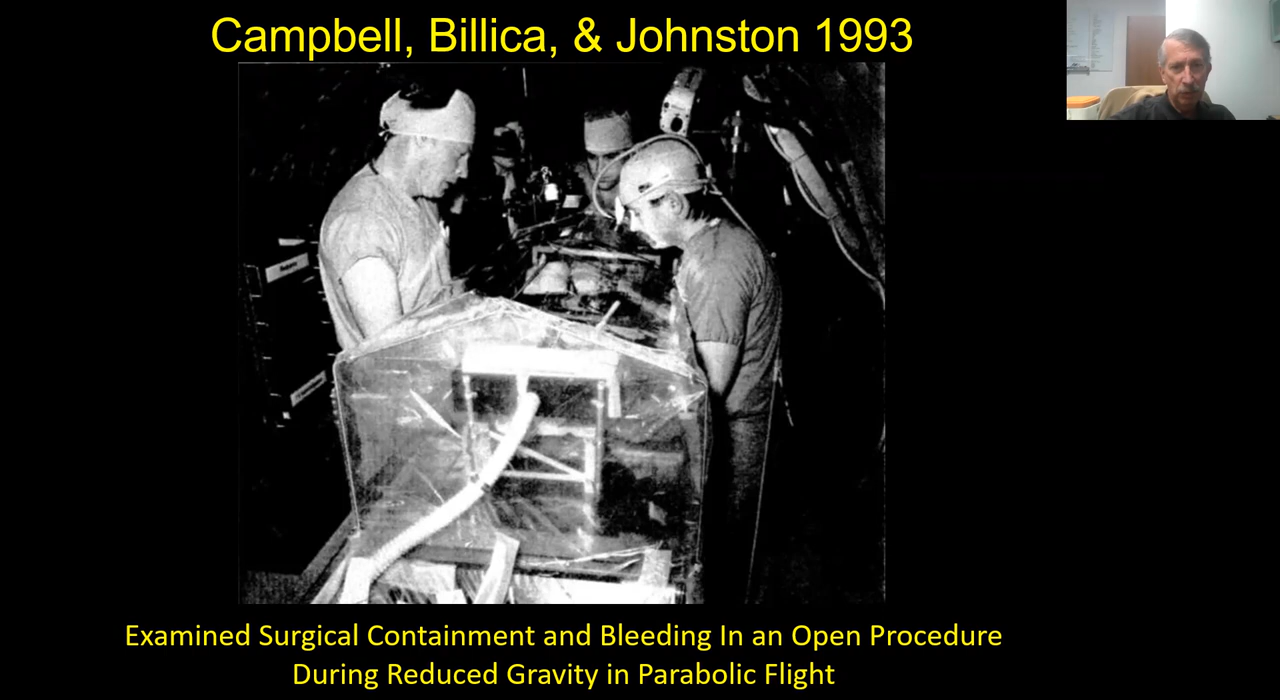 Campbell, Billica, & Johnston 1993
Examined Surgical Containment and Bleeding In an Open Procedure
During Reduced Gravity in Parabolic Flight